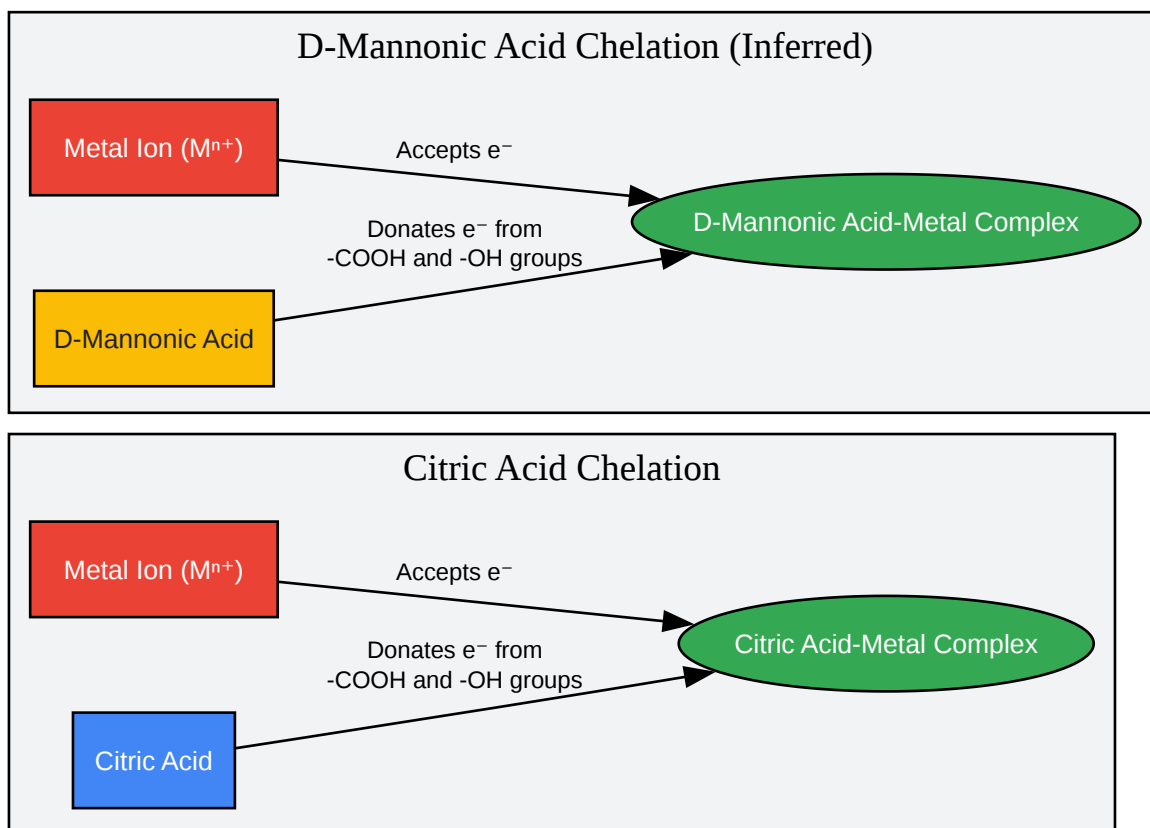 D-Mannonic Acid Chelation (Inferred)
Metal Ion (Mⁿ⁺)
Accepts e⁻
Donates e⁻ from
-COOH and -OH groups
D-Mannonic Acid-Metal Complex
D-Mannonic Acid
Citric Acid Chelation
Metal Ion (Mⁿ⁺)
Accepts e⁻
Donates e⁻ from
-COOH and -OH groups
Citric Acid-Metal Complex
Citric Acid